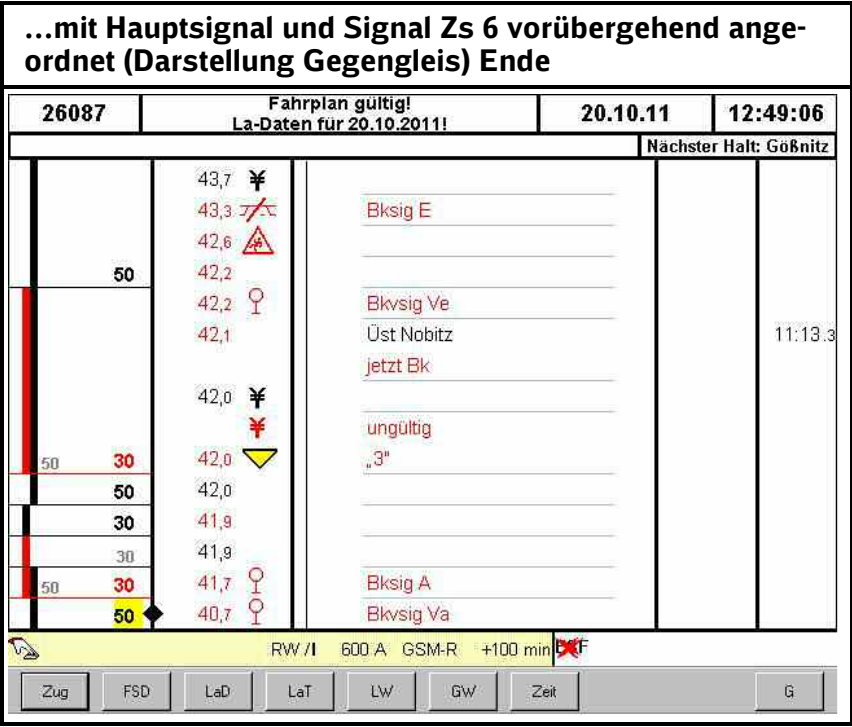 ...mit Hauptsignal und Signal Zs 6 vorübergehend ange-
ordnet (Darstellung Gegengleis) Ende
26087 Fahrplan gültig! 20.10.11 12:49:06
La-Daten für 20.10.2011!
Nächster Halt: Gößnitz
43,7 ¥
43,3 Bksig E
42,6
50 42,2
42,2 Bkvsig Ve
42,1 Üst Nobitz 11:13.3
jetzt Bk
42,0 ¥
¥ ungültig
50 30 42,0 „3"
50 42,0
30 41,9
30 41,9
50 30 41,7 Bksig A
50 40,7 Bkvsig Va
RW /I 600 A GSM-R +100 min
Zug FSD LaD LaT LW GW Zeit G